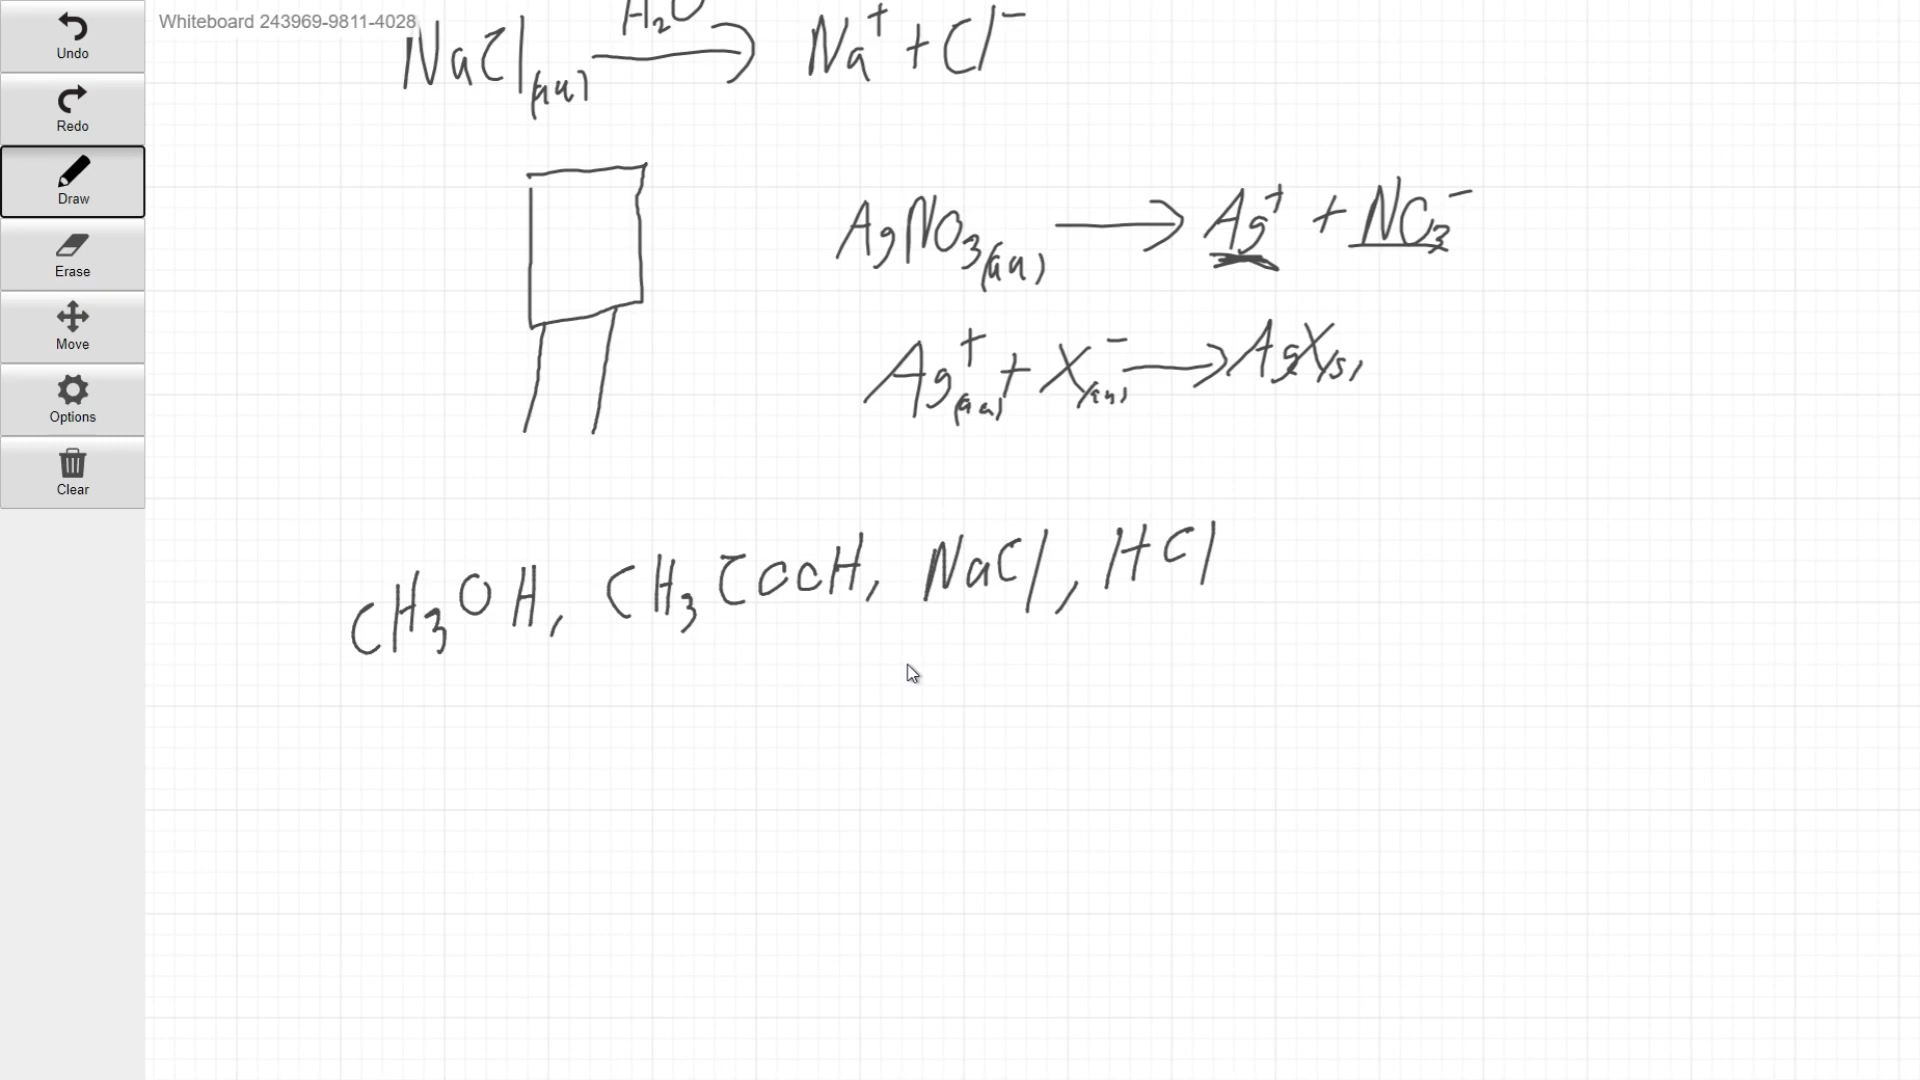 Undo
Redo
Draw
Erase
Move
Options
Clear
Whiteboard 243969-9811-4028
H₂O
NaCl(aq) → Na⁺ + Cl⁻
AgNO₃(aq) → Ag⁺ + NO₃⁻
Ag⁺(aq) + X⁻(aq) → AgX(s)
CH₃OH, CH₃COOH, NaCl, HCl